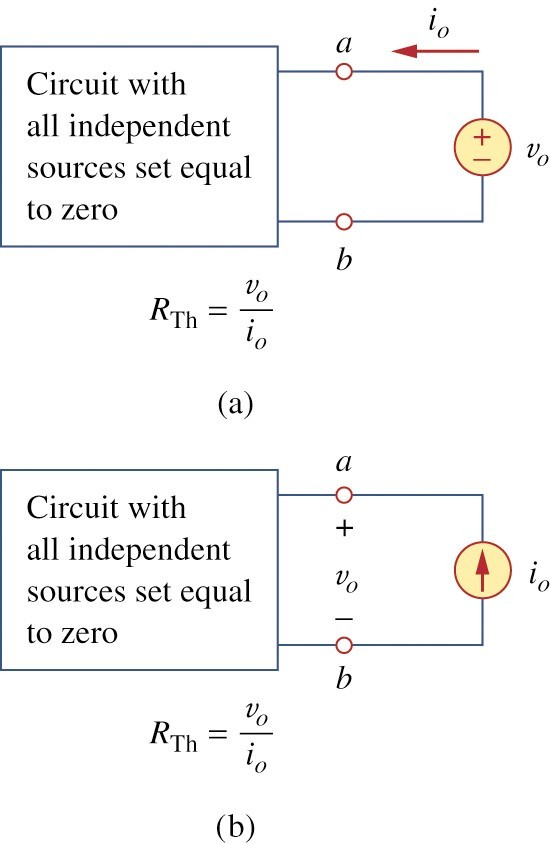 i_o
a
Circuit with
all independent
sources set equal
to zero
+
−
v_o
b
R_Th = v_o / i_o
(a)
a
Circuit with
all independent
sources set equal
to zero
+
v_o
−
i_o
b
R_Th = v_o / i_o
(b)